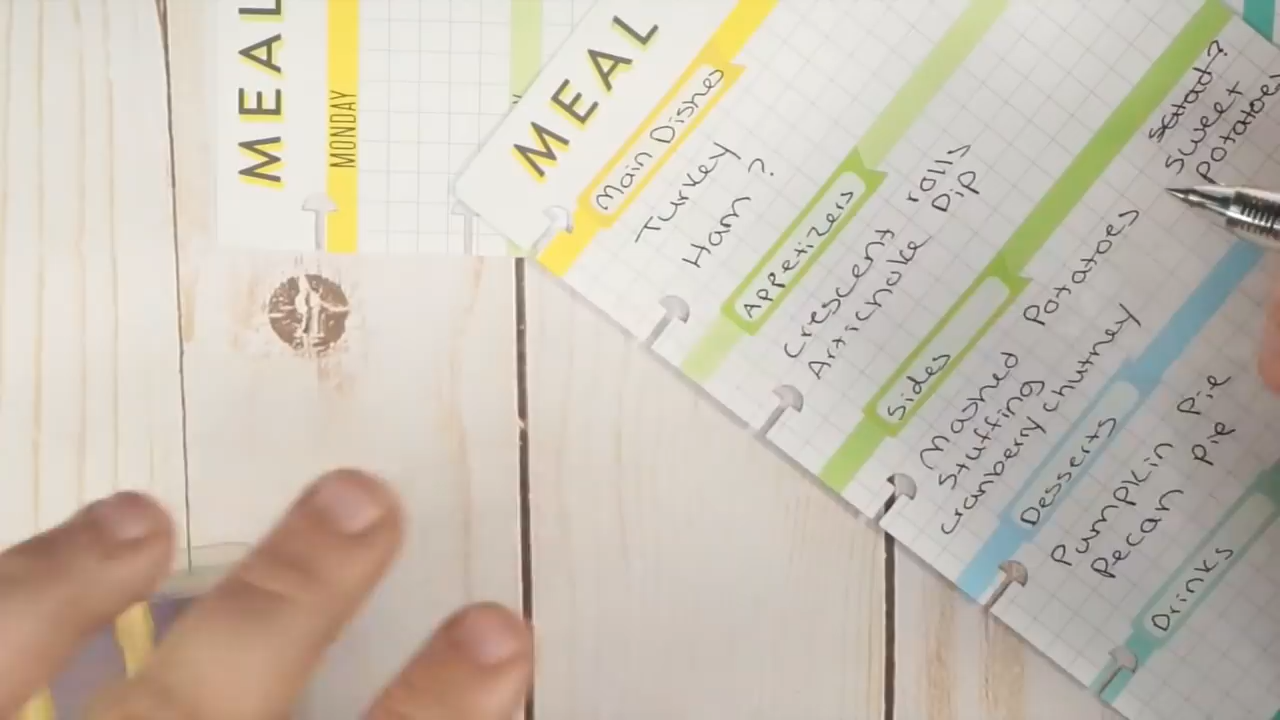 MEAL
MONDAY
MEAL
Main Dishes
Turkey
Ham ?
Appetizers
Crescent rolls
Artichoke Dip
Sides
Mashed Potatoes
Stuffing
Cranberry Chutney
Salad?
Sweet
Potatoes
Desserts
Pumpkin Pie
Pecan Pie
Drinks